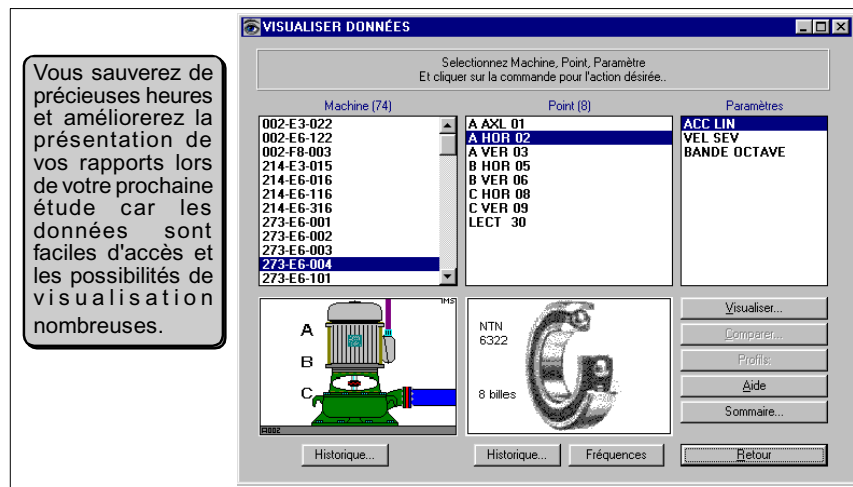 Vous sauverez de
précieuses heures
et améliorerez la
présentation de
vos rapports lors
de votre prochaine
étude car les
données sont
faciles d'accès et
les possibilités de
visualisation
nombreuses.
VISUALISER DONNÉES
Selectionnez Machine, Point, Paramètre
Et cliquer sur la commande pour l'action désirée..
Machine (74)
002-E3-022
002-E6-122
002-F8-003
214-E3-015
214-E6-016
214-E6-116
214-E6-316
273-E6-001
273-E6-002
273-E6-003
273-E6-004
273-E6-101
Point (8)
A AXL 01
A HOR 02
A VER 03
B HOR 05
B VER 06
C HOR 08
C VER 09
LECT 30
Paramètres
ACC LIN
VEL SEV
BANDE OCTAVE
IMS
A
B
C
NTN
6322
8 billes
Visualiser...
Comparer...
Profils:
Aide
Sommaire...
Historique...
Historique...
Fréquences
Retour